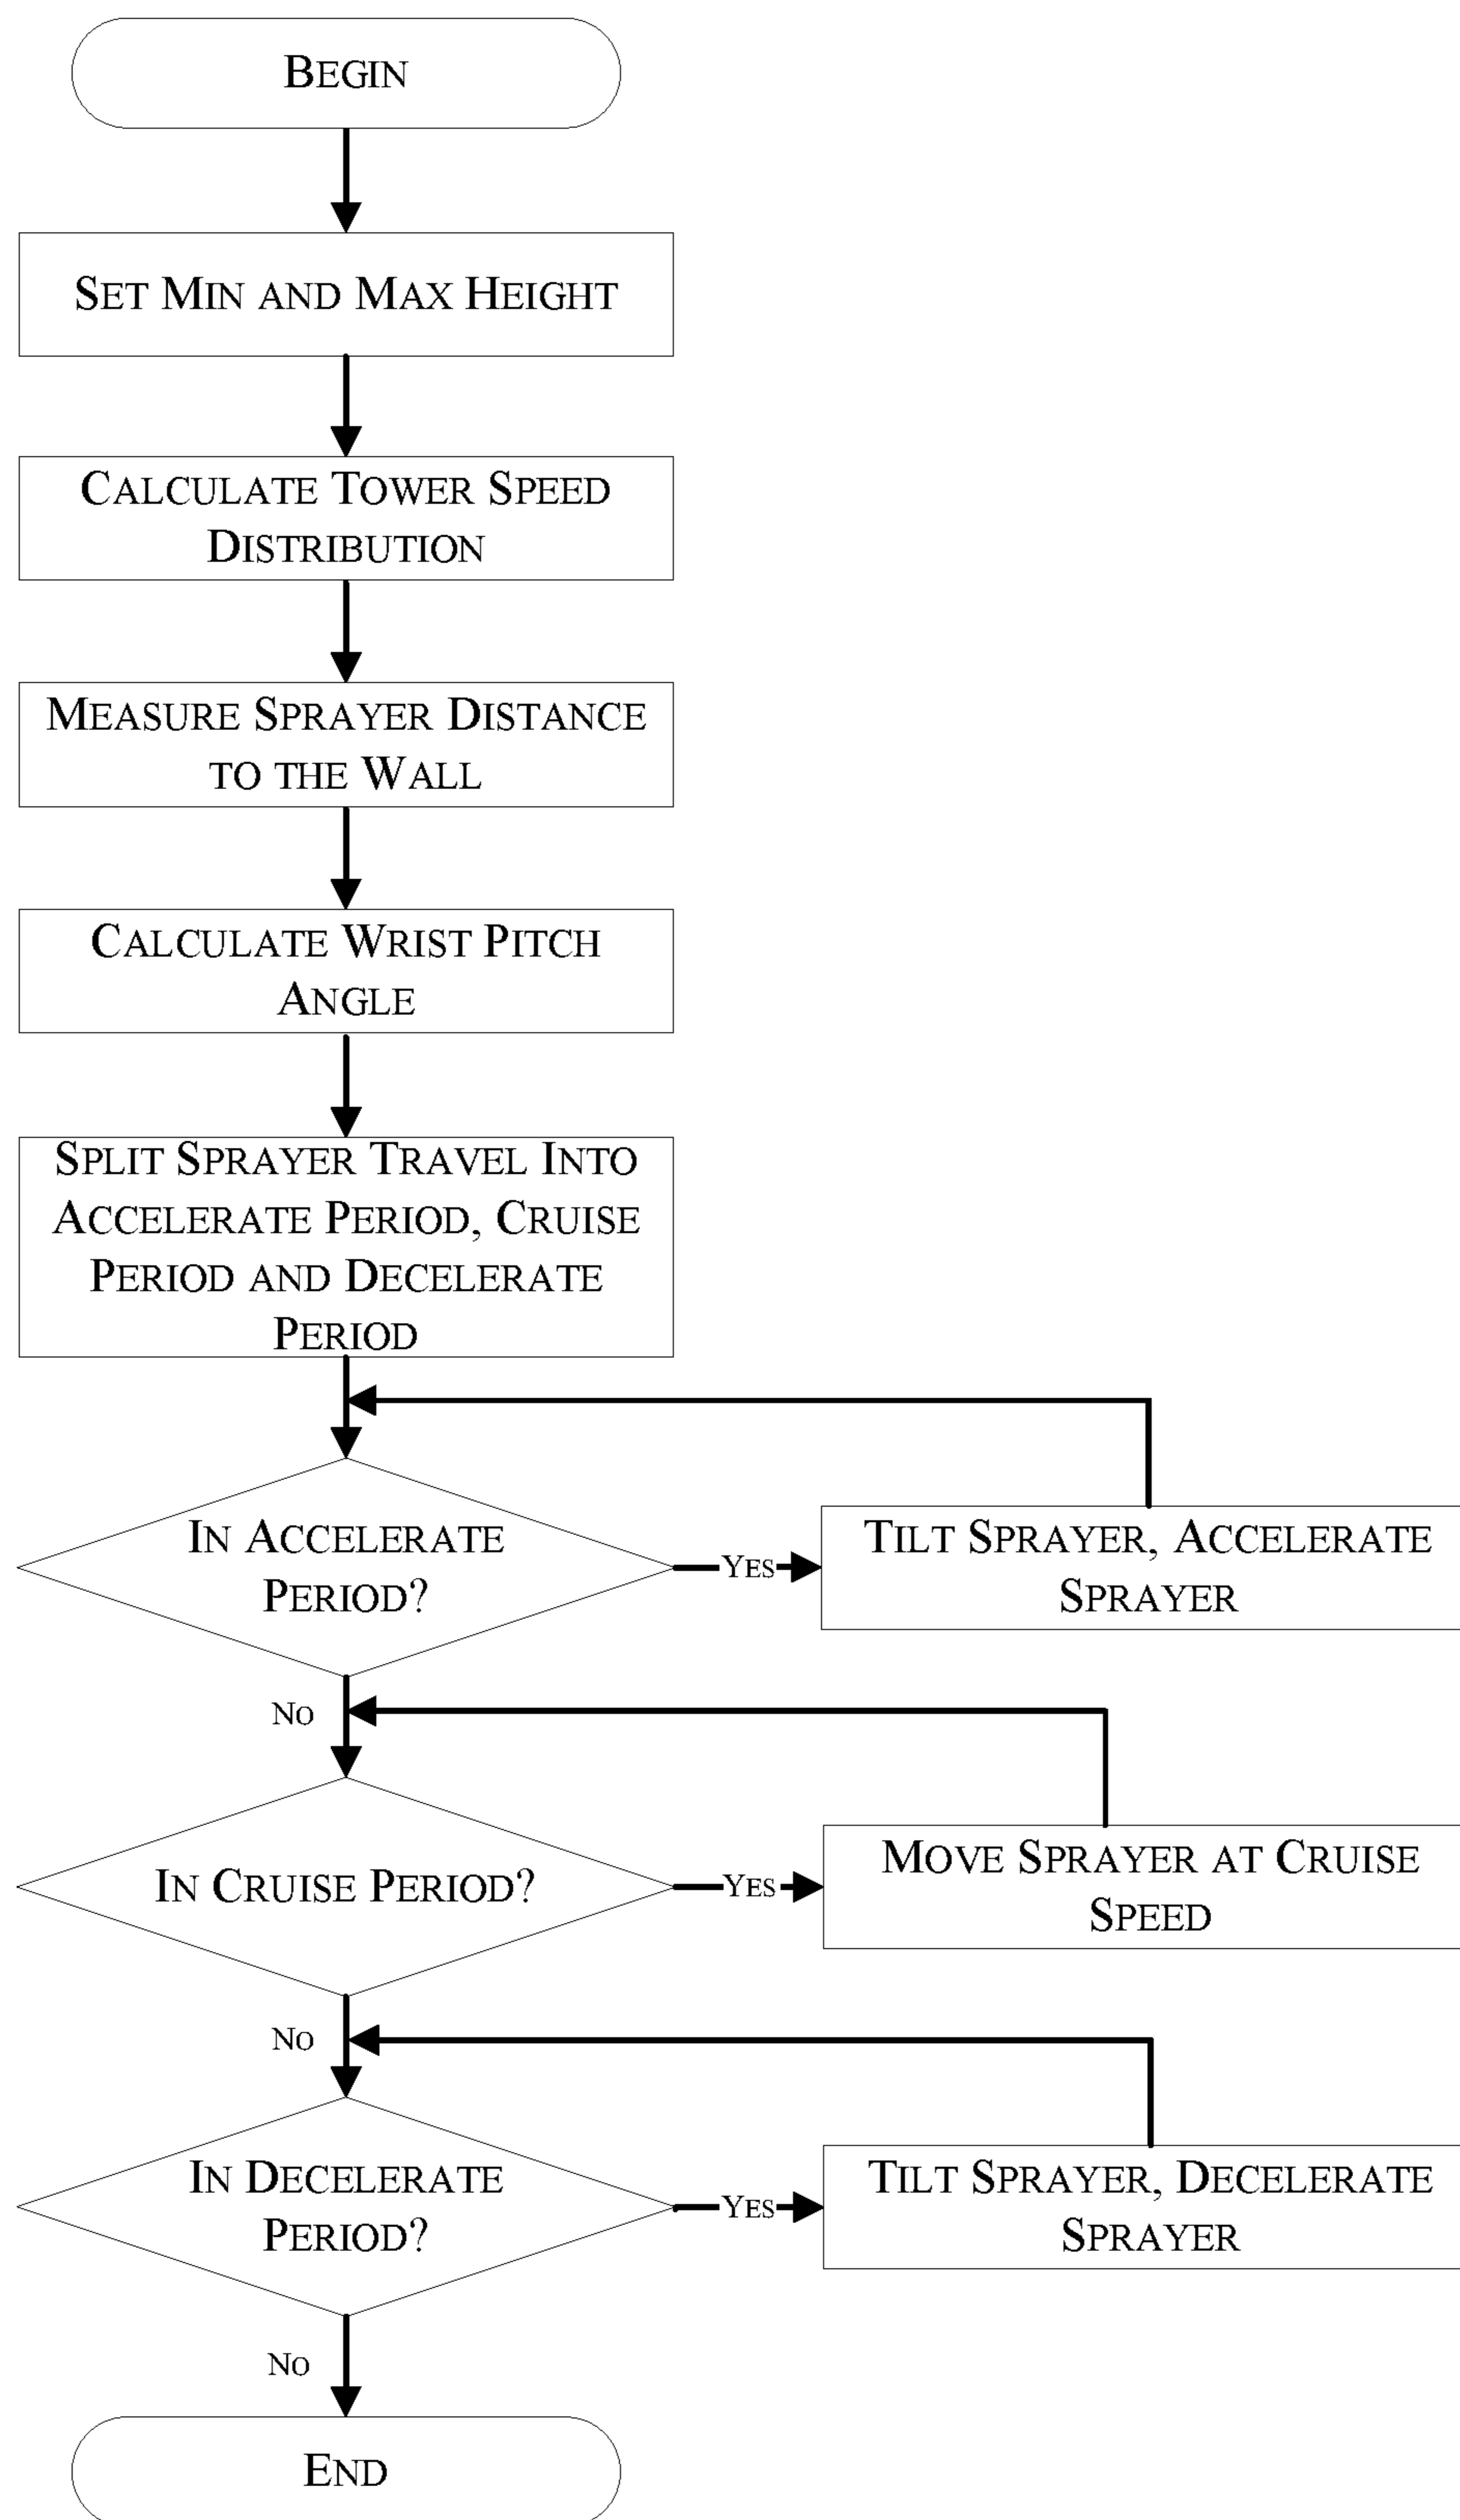 BEGIN
SET MIN AND MAX HEIGHT
CALCULATE TOWER SPEED
DISTRIBUTION
MEASURE SPRAYER DISTANCE
TO THE WALL
CALCULATE WRIST PITCH
ANGLE
SPLIT SPRAYER TRAVEL INTO
ACCELERATE PERIOD, CRUISE
PERIOD AND DECELERATE
PERIOD
IN ACCELERATE
PERIOD?
YES
TILT SPRAYER, ACCELERATE
SPRAYER
NO
IN CRUISE PERIOD?
YES
MOVE SPRAYER AT CRUISE
SPEED
NO
IN DECELERATE
PERIOD?
YES
TILT SPRAYER, DECELERATE
SPRAYER
NO
END